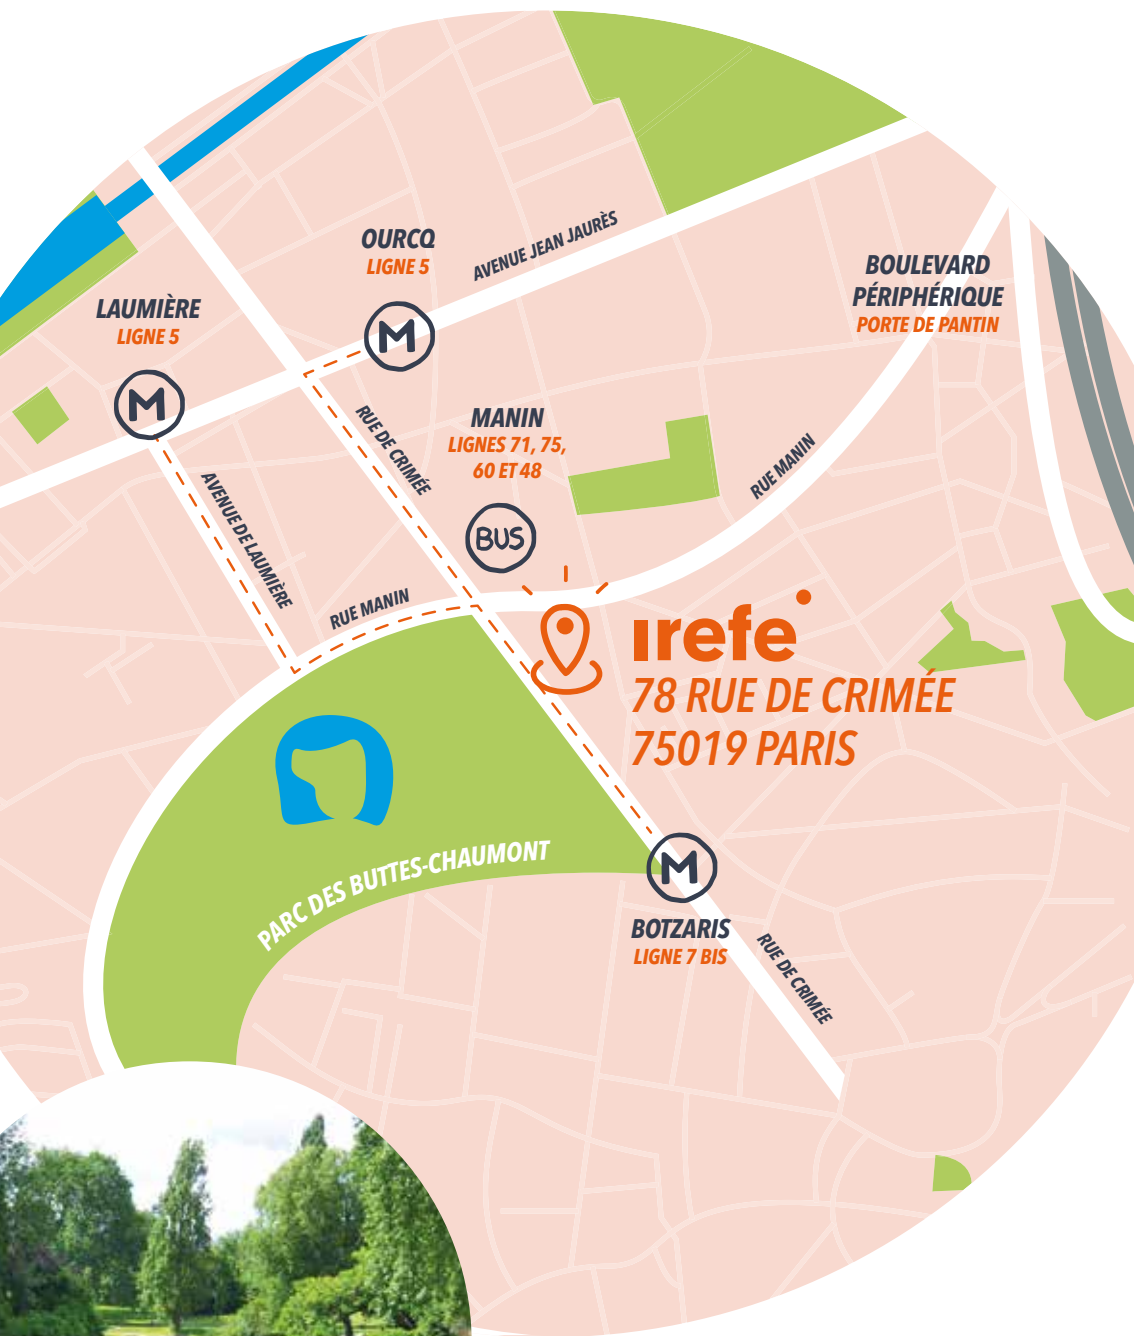 OURCQ
LIGNE 5
AVENUE JEAN JAURÈS
BOULEVARD
PÉRIPHÉRIQUE
PORTE DE PANTIN
LAUMIÈRE
LIGNE 5
M
M
RUE DE CRIMÉE
MANIN
LIGNES 71, 75,
60 ET 48
BUS
RUE MANIN
AVENUE DE LAUMIÈRE
RUE MANIN
irefe
78 RUE DE CRIMÉE
75019 PARIS
PARC DES BUTTES-CHAUMONT
M
BOTZARIS
LIGNE 7 BIS
RUE DE CRIMÉE